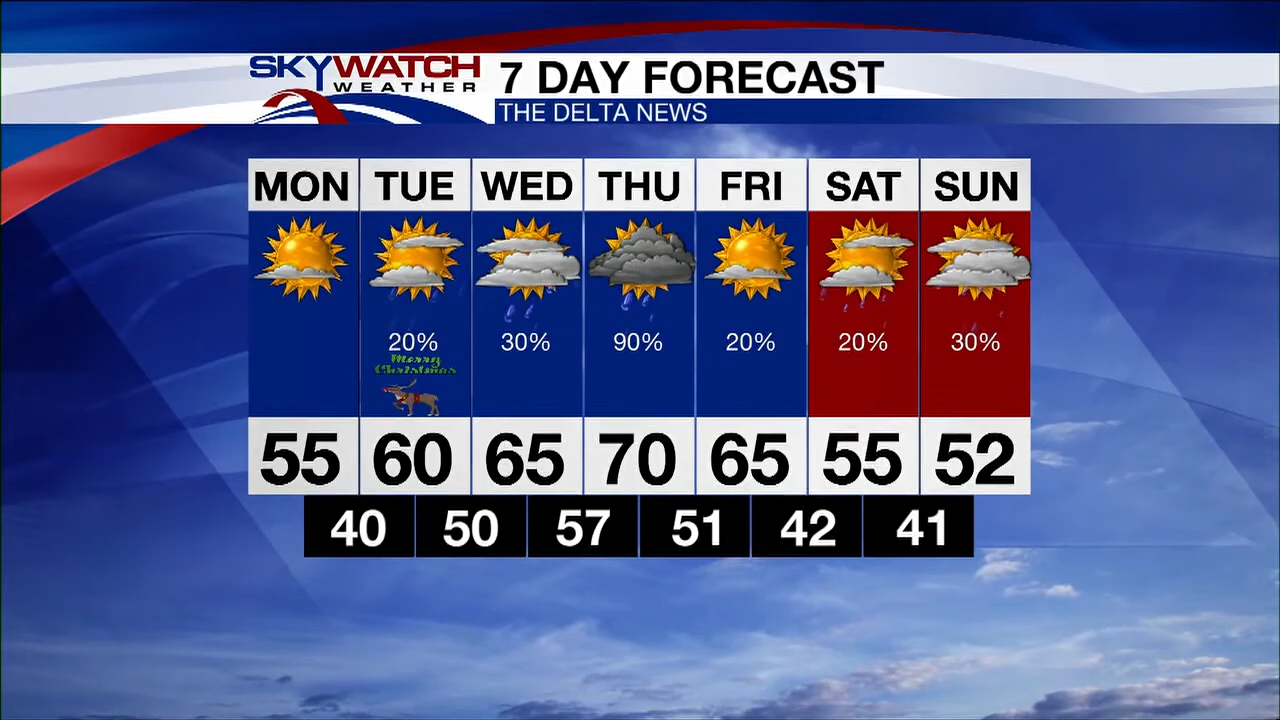 SKYWATCH
WEATHER
7 DAY FORECAST
THE DELTA NEWS
MON TUE WED THU FRI SAT SUN
20% 30% 90% 20% 20% 30%
Merry
Christmas
55 60 65 70 65 55 52
40 50 57 51 42 41